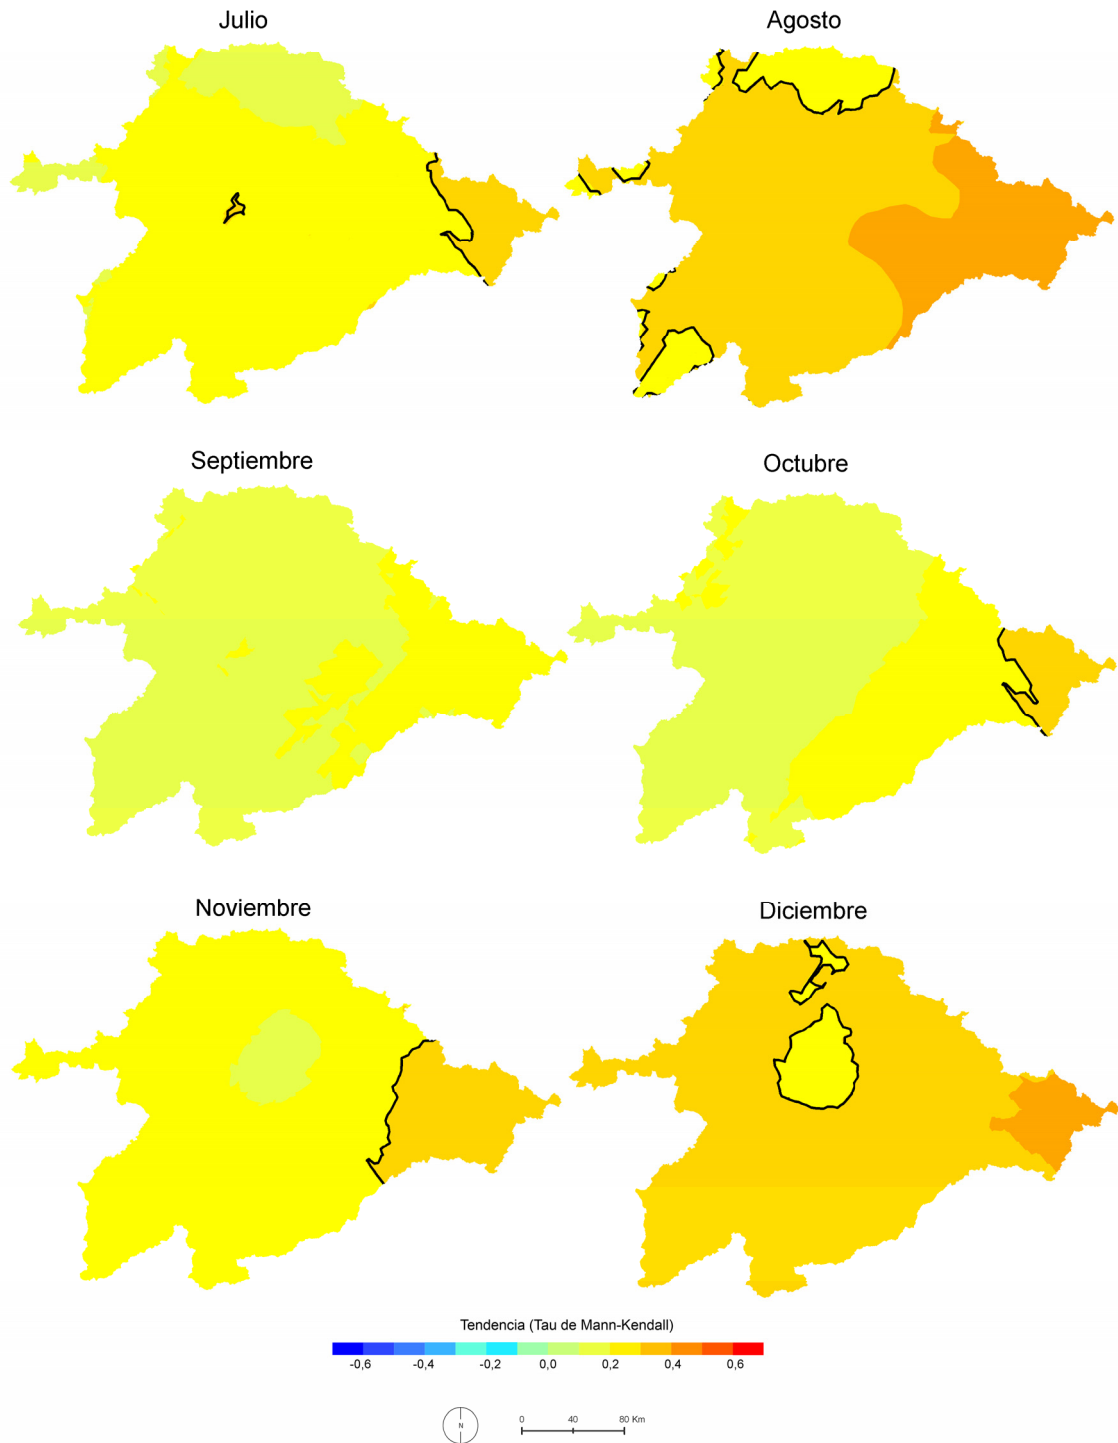 Julio
Agosto
Septiembre
Octubre
Noviembre
Diciembre
Tendencia (Tau de Mann-Kendall)
-0,6 -0,4 -0,2 0,0 0,2 0,4 0,6
N
0 40 80 Km